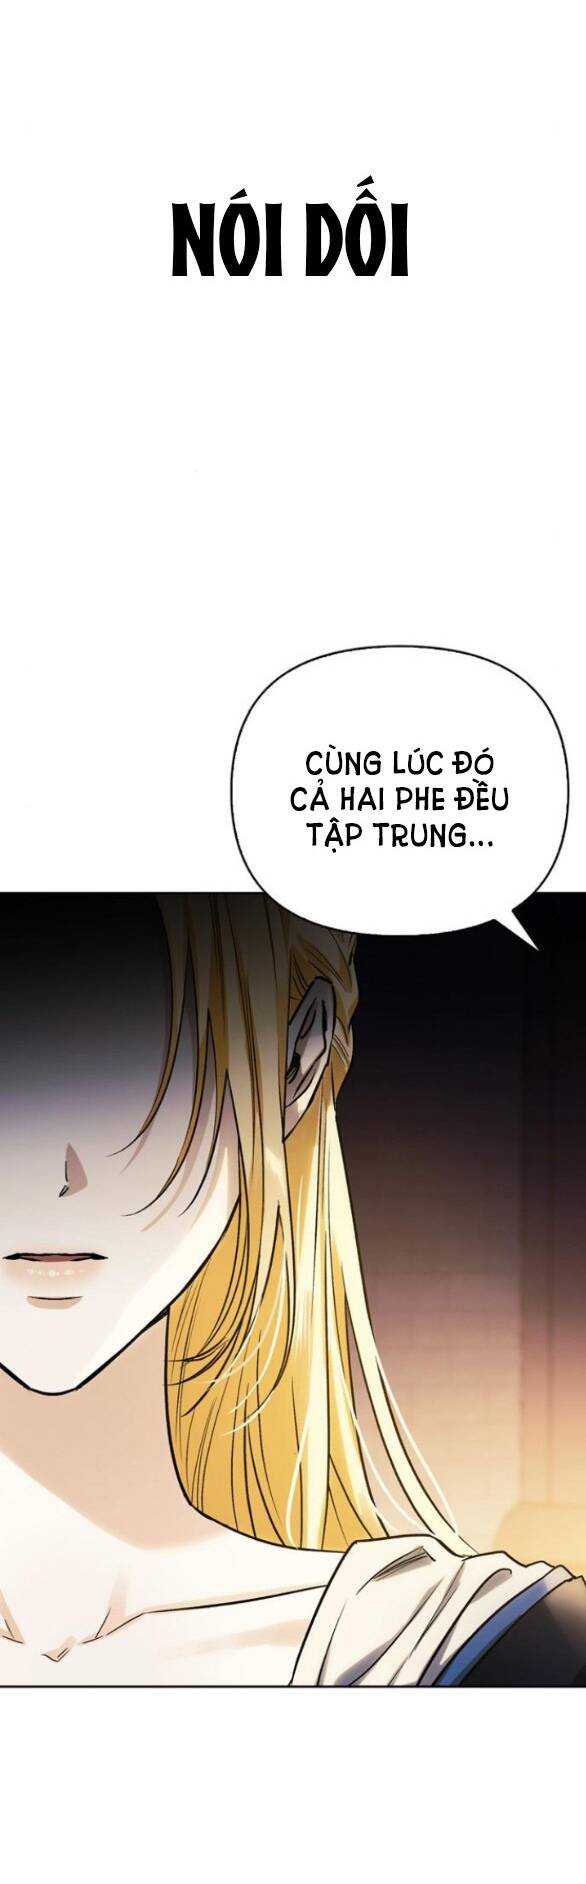 NÓI DỐI
CÙNG LÚC ĐÓ
CẢ HAI PHE ĐỀU
TẬP TRUNG...